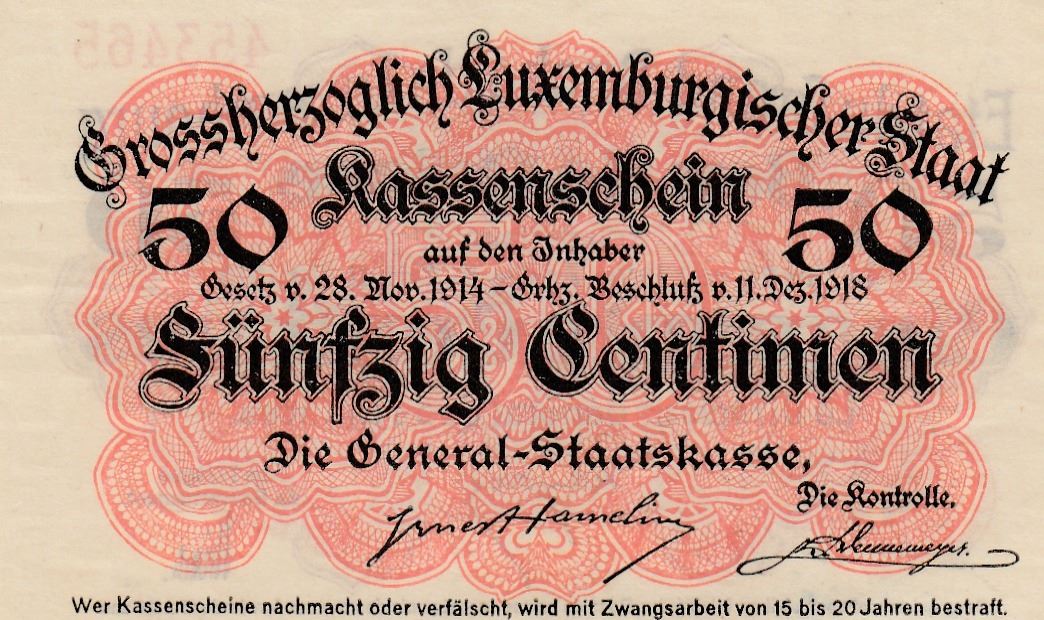 Grossherzoglich Luxemburgischer Staat
50 Kassenschein 50
auf den Inhaber
Gesetz v. 28. Nov. 1914 – Grhz. Beschluß v. 11. Dez. 1918
Fünfzig Centimen
Die General-Staatskasse,
Die Kontrolle.
Ernest Hamelius
Wer Kassenscheine nachmacht oder verfälscht, wird mit Zwangsarbeit von 15 bis 20 Jahren bestraft.